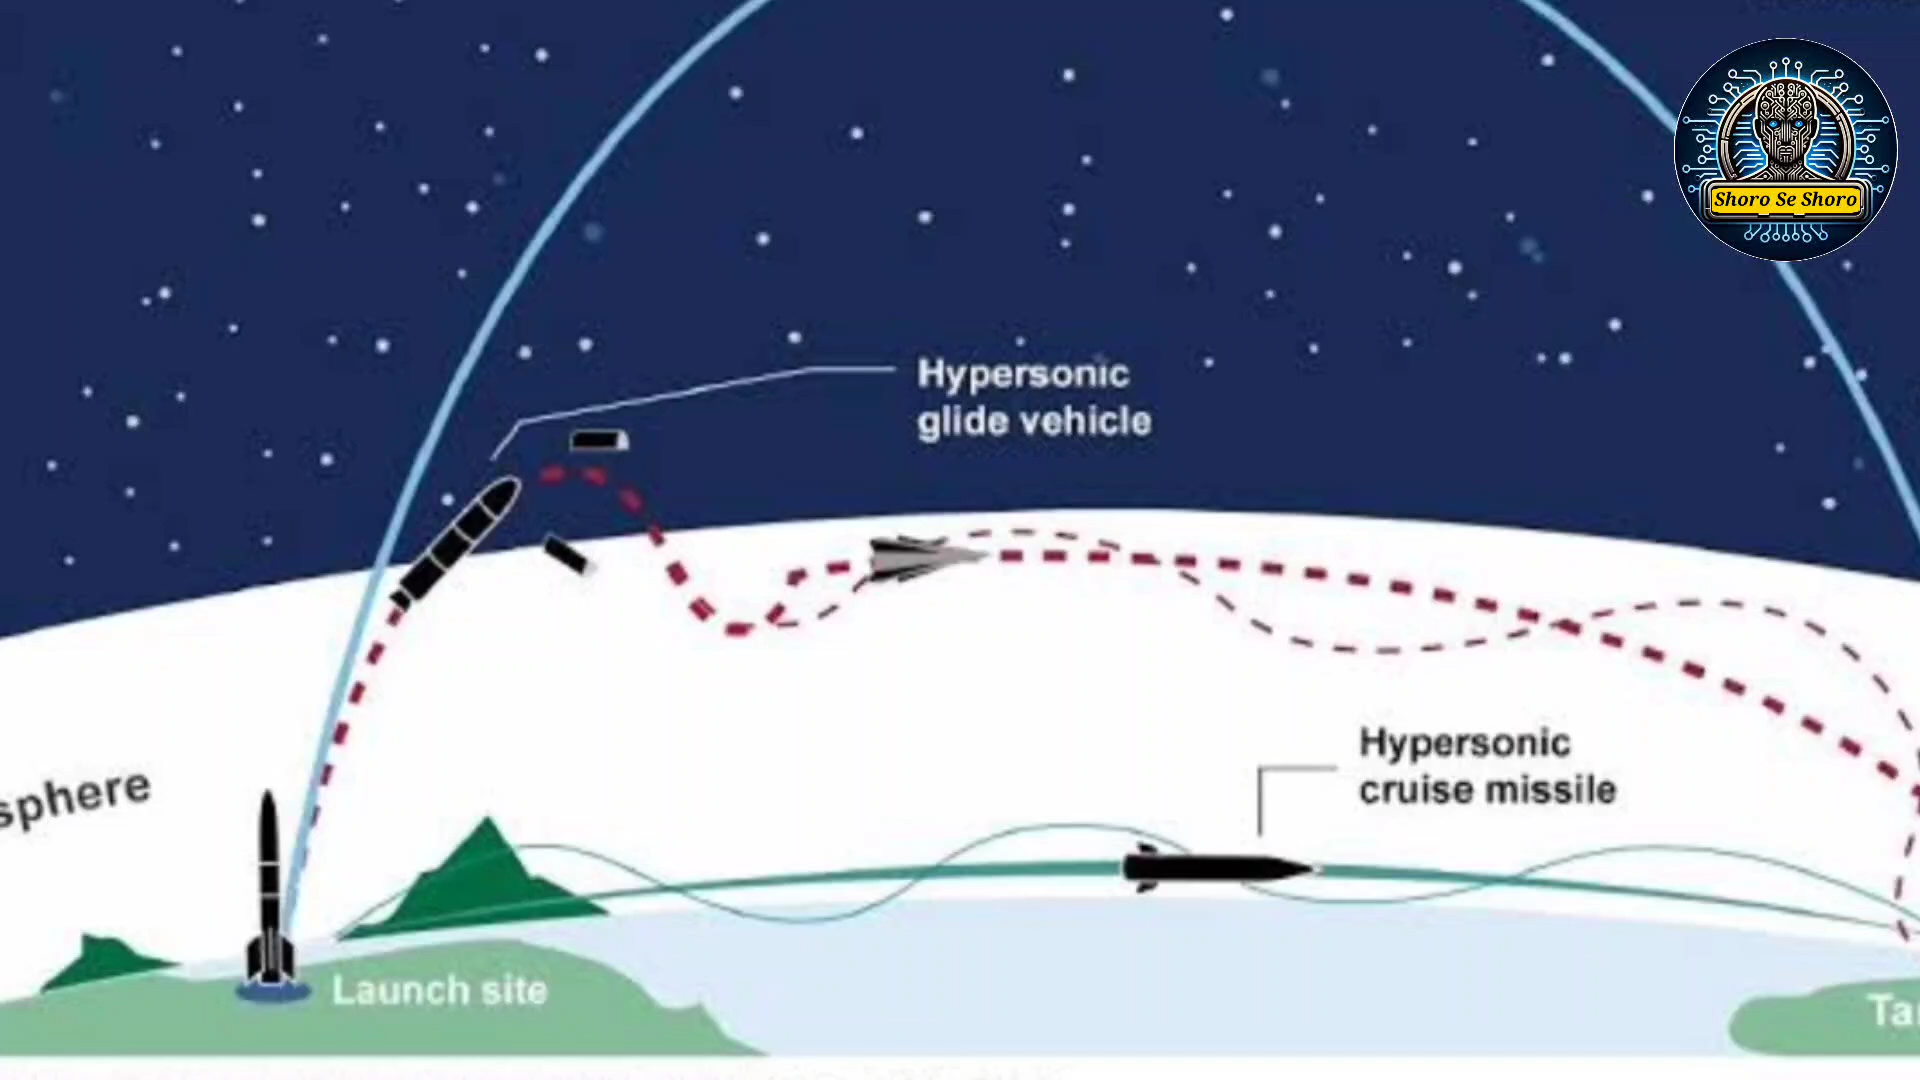 Shoro Se Shoro
Hypersonic
glide vehicle
Hypersonic
cruise missile
sphere
Launch site
Ta